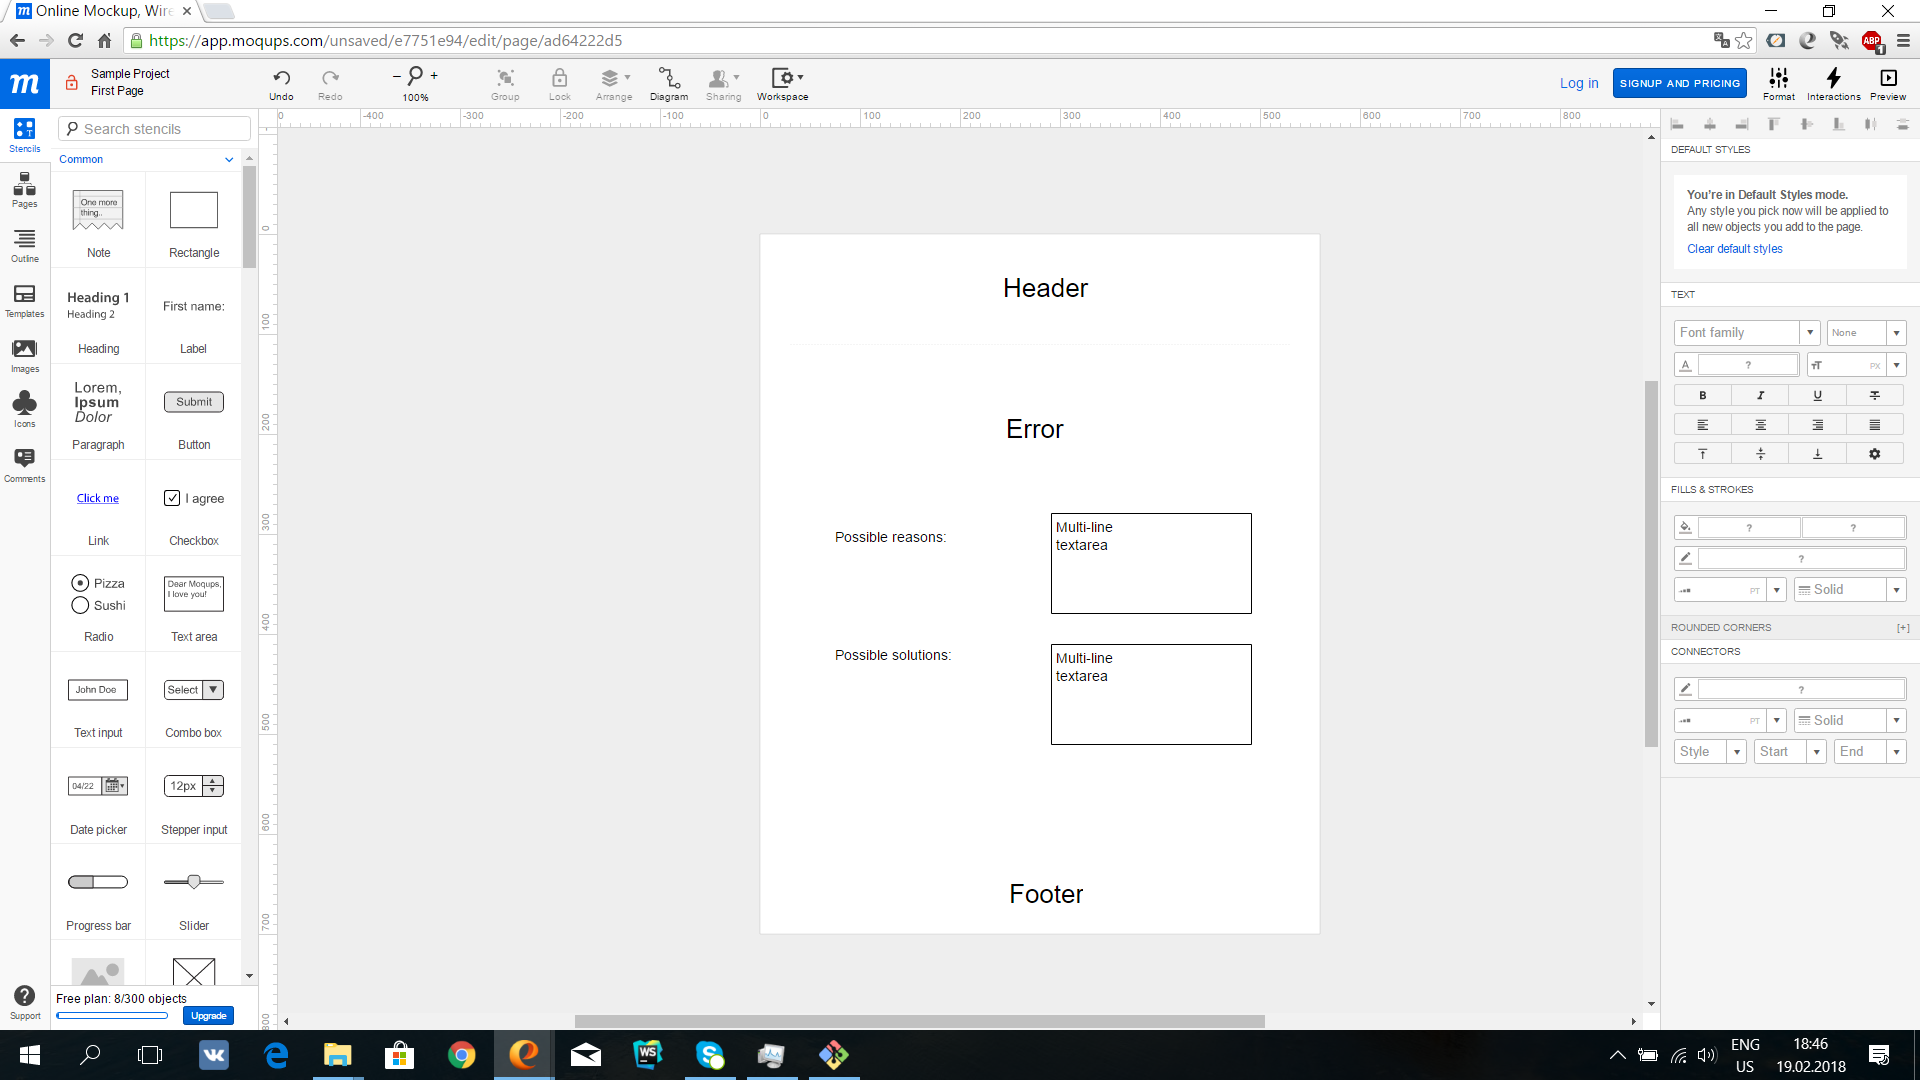 Online Mockup, Wire
https://app.moqups.com/unsaved/e7751e94/edit/page/ad64222d5
ABP
1
m
Sample Project
First Page
Undo
Redo
100%
Group
Lock
Arrange
Diagram
Sharing
Workspace
Log in
SIGNUP AND PRICING
Format
Interactions
Preview
Stencils
Pages
Outline
Templates
Images
Icons
Comments
Support
Search stencils
Common
One more
thing..
Note
Rectangle
Heading 1
Heading 2
Heading
First name:
Label
Lorem,
Ipsum
Dolor
Paragraph
Submit
Button
Click me
Link
I agree
Checkbox
Pizza
Sushi
Radio
Dear Moqups,
I love you!
Text area
John Doe
Text input
Select
Combo box
04/22
Date picker
12px
Stepper input
Progress bar
Slider
Free plan: 8/300 objects
Upgrade
0 -400 -300 -200 -100 0 100 200 300 400 500 600 700 800
0
100
200
300
400
500
600
700
800
Header
Error
Possible reasons:
Multi-line
textarea
Possible solutions:
Multi-line
textarea
Footer
DEFAULT STYLES
You're in Default Styles mode.
Any style you pick now will be applied to
all new objects you add to the page.
Clear default styles
TEXT
Font family
None
A ?
тT PX
B I U
FILLS & STROKES
? ?
?
PT
Solid
ROUNDED CORNERS [+]
CONNECTORS
?
PT
Solid
Style
Start
End
WS
ENG
US
18:46
19.02.2018